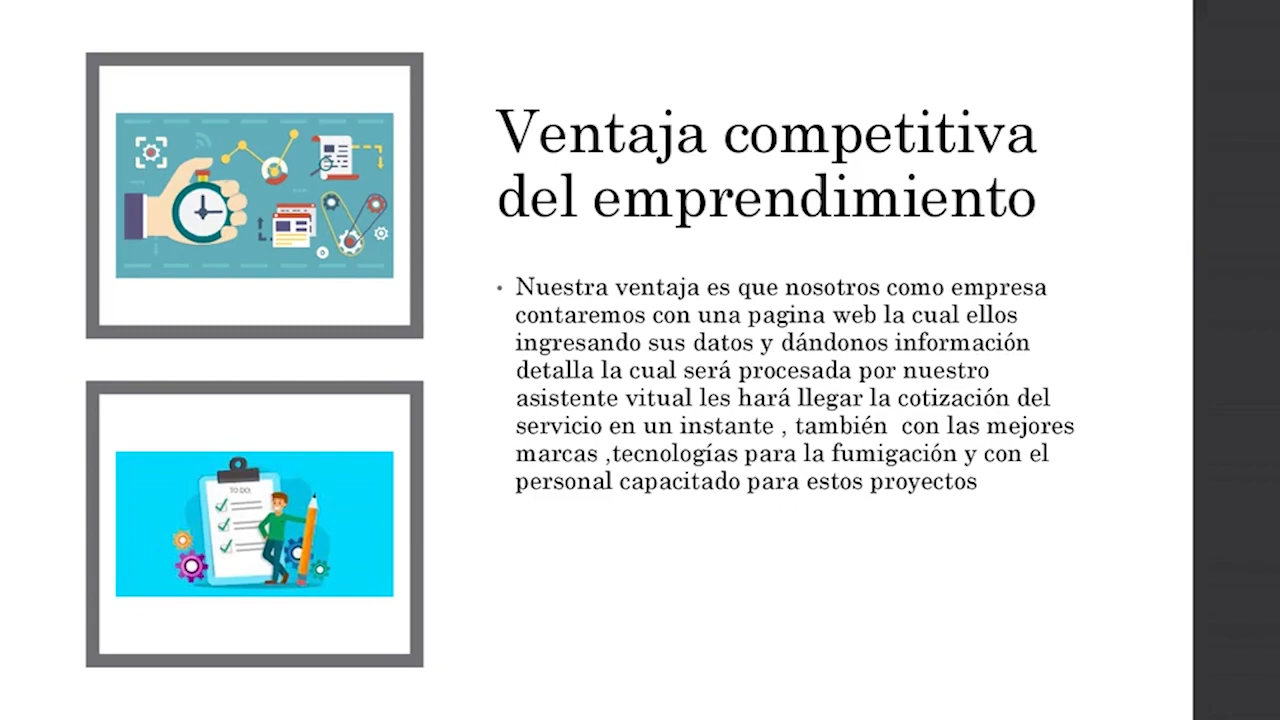 Ventaja competitiva
del emprendimiento
• Nuestra ventaja es que nosotros como empresa
contaremos con una pagina web la cual ellos
ingresando sus datos y dándonos información
detalla la cual será procesada por nuestro
asistente vitual les hará llegar la cotización del
servicio en un instante , también  con las mejores
marcas ,tecnologías para la fumigación y con el
personal capacitado para estos proyectos
TO DO: